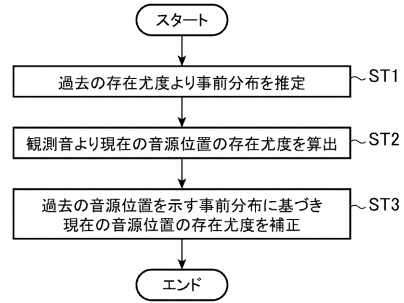 スタート
過去の存在尤度より事前分布を推定
ST1
観測音より現在の音源位置の存在尤度を算出
ST2
過去の音源位置を示す事前分布に基づき
現在の音源位置の存在尤度を補正
ST3
エンド